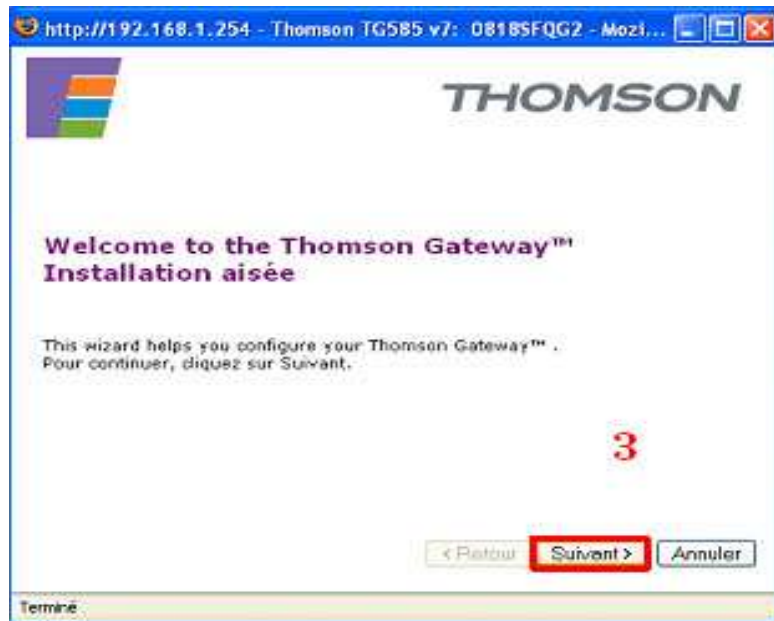 http://192.168.1.254 - Thomson TG585 v7: 0818SFQG2 - Mozi...
THOMSON
Welcome to the Thomson Gateway™
Installation aisée
This wizard helps you configure your Thomson Gateway™ .
Pour continuer, cliquez sur Suivant.
3
< Retour Suivant > Annuler
Terminé